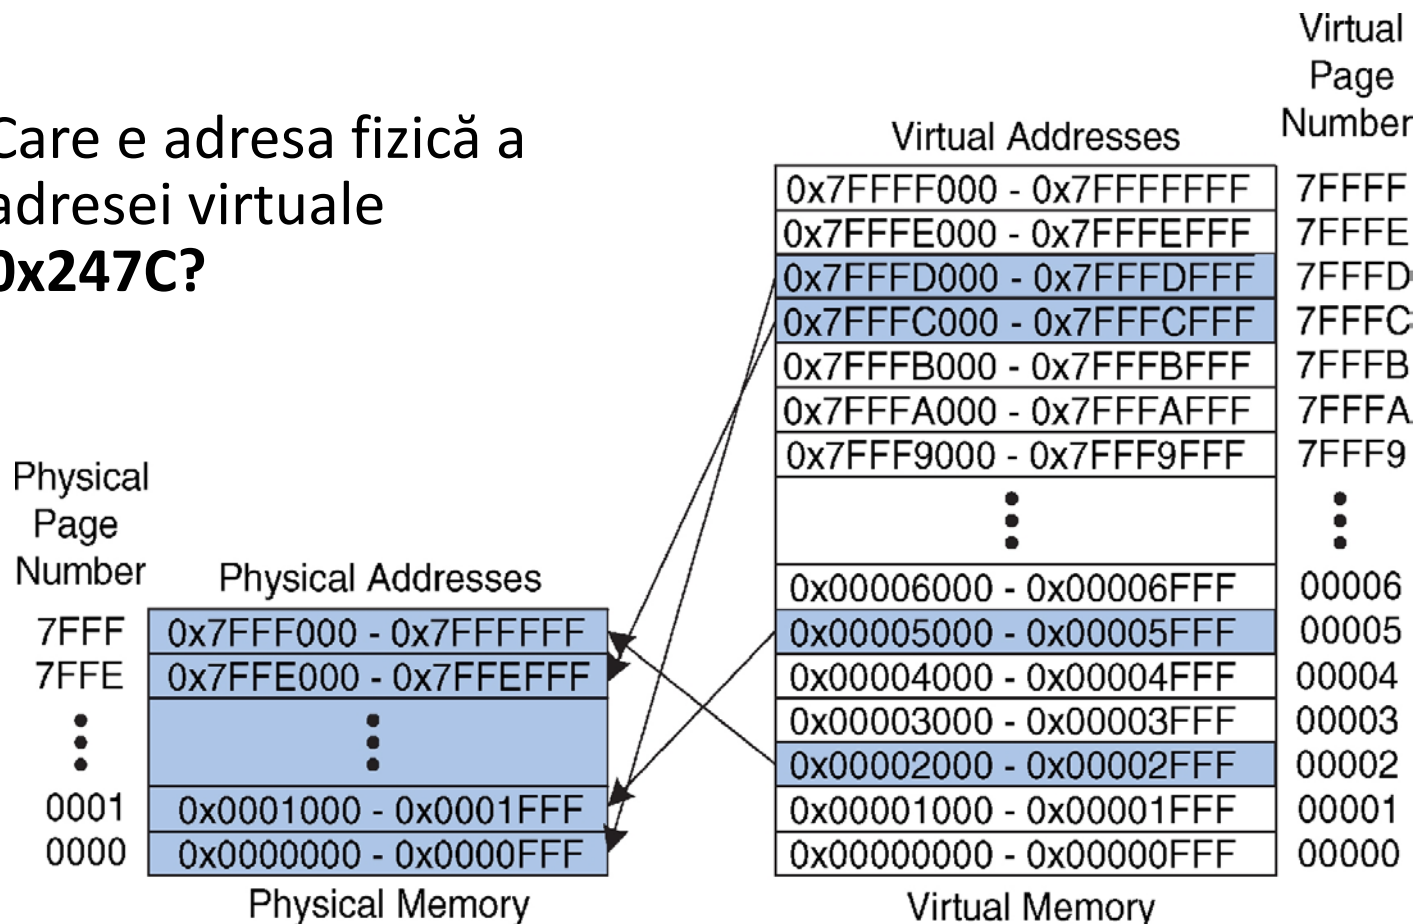 Care e adresa fizică a
adresei virtuale
0x247C?
Virtual
Page
Number
Virtual Addresses
0x7FFFF000 - 0x7FFFFFFF 7FFFF
0x7FFFE000 - 0x7FFFEFFF 7FFFE
0x7FFFD000 - 0x7FFFDFFF 7FFFD
0x7FFFC000 - 0x7FFFCFFF 7FFFC
0x7FFFB000 - 0x7FFFBFFF 7FFFB
0x7FFFA000 - 0x7FFFAFFF 7FFFA
0x7FFF9000 - 0x7FFF9FFF 7FFF9
0x00006000 - 0x00006FFF 00006
0x00005000 - 0x00005FFF 00005
0x00004000 - 0x00004FFF 00004
0x00003000 - 0x00003FFF 00003
0x00002000 - 0x00002FFF 00002
0x00001000 - 0x00001FFF 00001
0x00000000 - 0x00000FFF 00000
Virtual Memory
Physical
Page
Number
Physical Addresses
7FFF 0x7FFF000 - 0x7FFFFFF
7FFE 0x7FFE000 - 0x7FFEFFF
0001 0x0001000 - 0x0001FFF
0000 0x0000000 - 0x0000FFF
Physical Memory